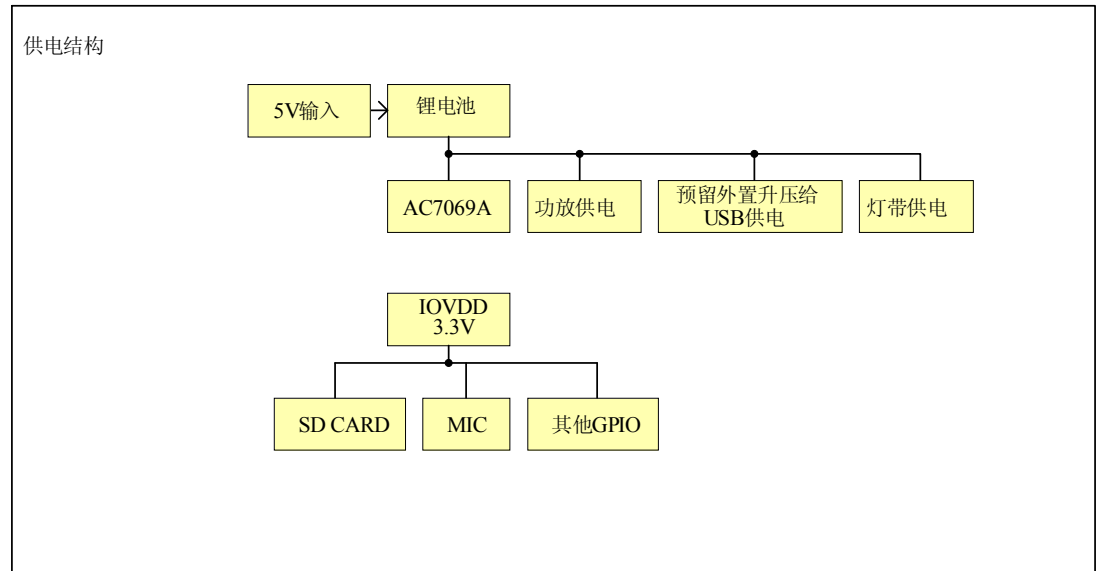 供电结构
5V输入
锂电池
AC7069A
功放供电
预留外置升压给
USB供电
灯带供电
IOVDD
3.3V
SD CARD
MIC
其他GPIO